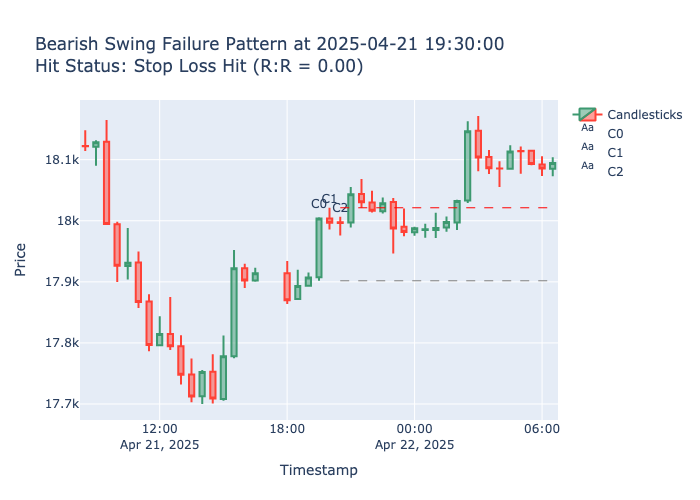 Bearish Swing Failure Pattern at 2025-04-21 19:30:00
Hit Status: Stop Loss Hit (R:R = 0.00)
Candlesticks
Aa C0
Aa C1
Aa C2
18.1k
18k
17.9k
17.8k
17.7k
Price
C0
C1
C2
12:00
Apr 21, 2025
18:00
00:00
Apr 22, 2025
06:00
Timestamp